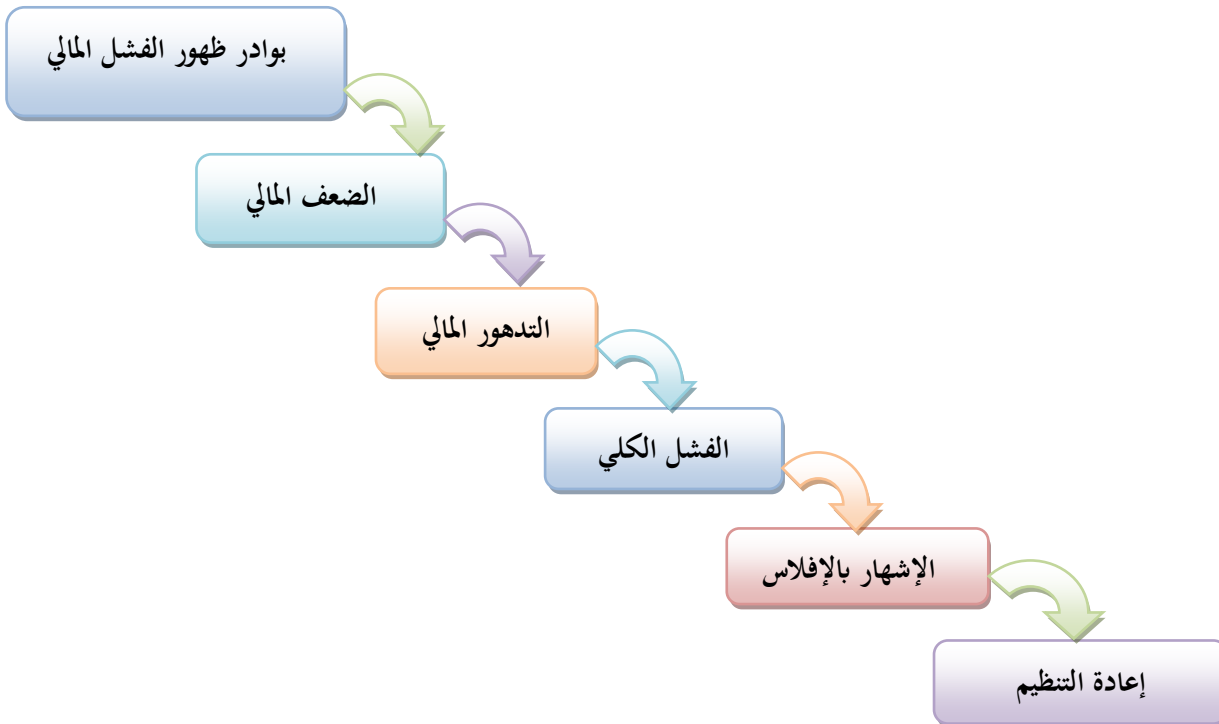 بوادر ظهور الفشل المالي
الضعف المالي
التدهور المالي
الفشل الكلي
الإشهار بالإفلاس
إعادة التنظيم